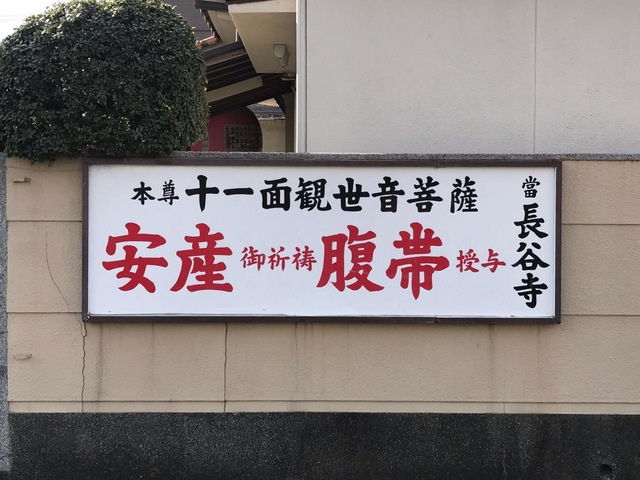 本尊十一面観世音菩薩
安産御祈祷腹帯授与
當長谷寺